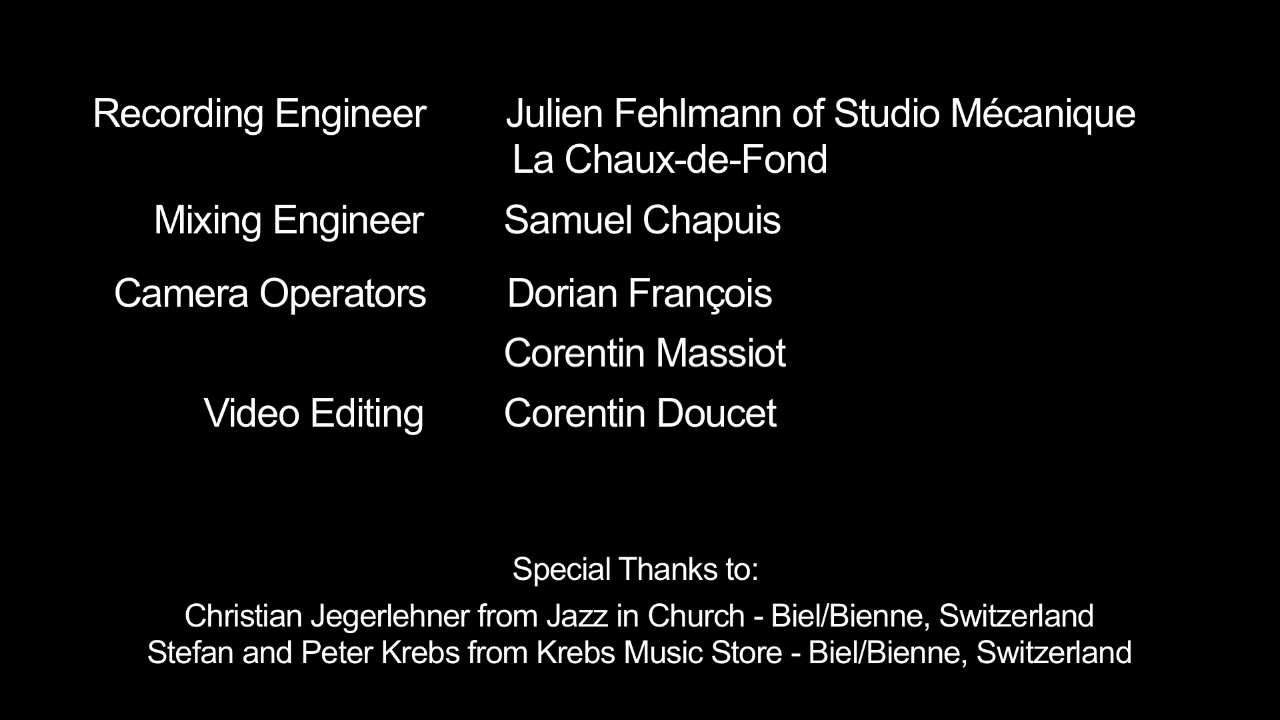 Recording Engineer Julien Fehlmann of Studio Mécanique
La Chaux-de-Fond
Mixing Engineer Samuel Chapuis
Camera Operators Dorian François
Corentin Massiot
Video Editing Corentin Doucet
Special Thanks to:
Christian Jegerlehner from Jazz in Church - Biel/Bienne, Switzerland
Stefan and Peter Krebs from Krebs Music Store - Biel/Bienne, Switzerland